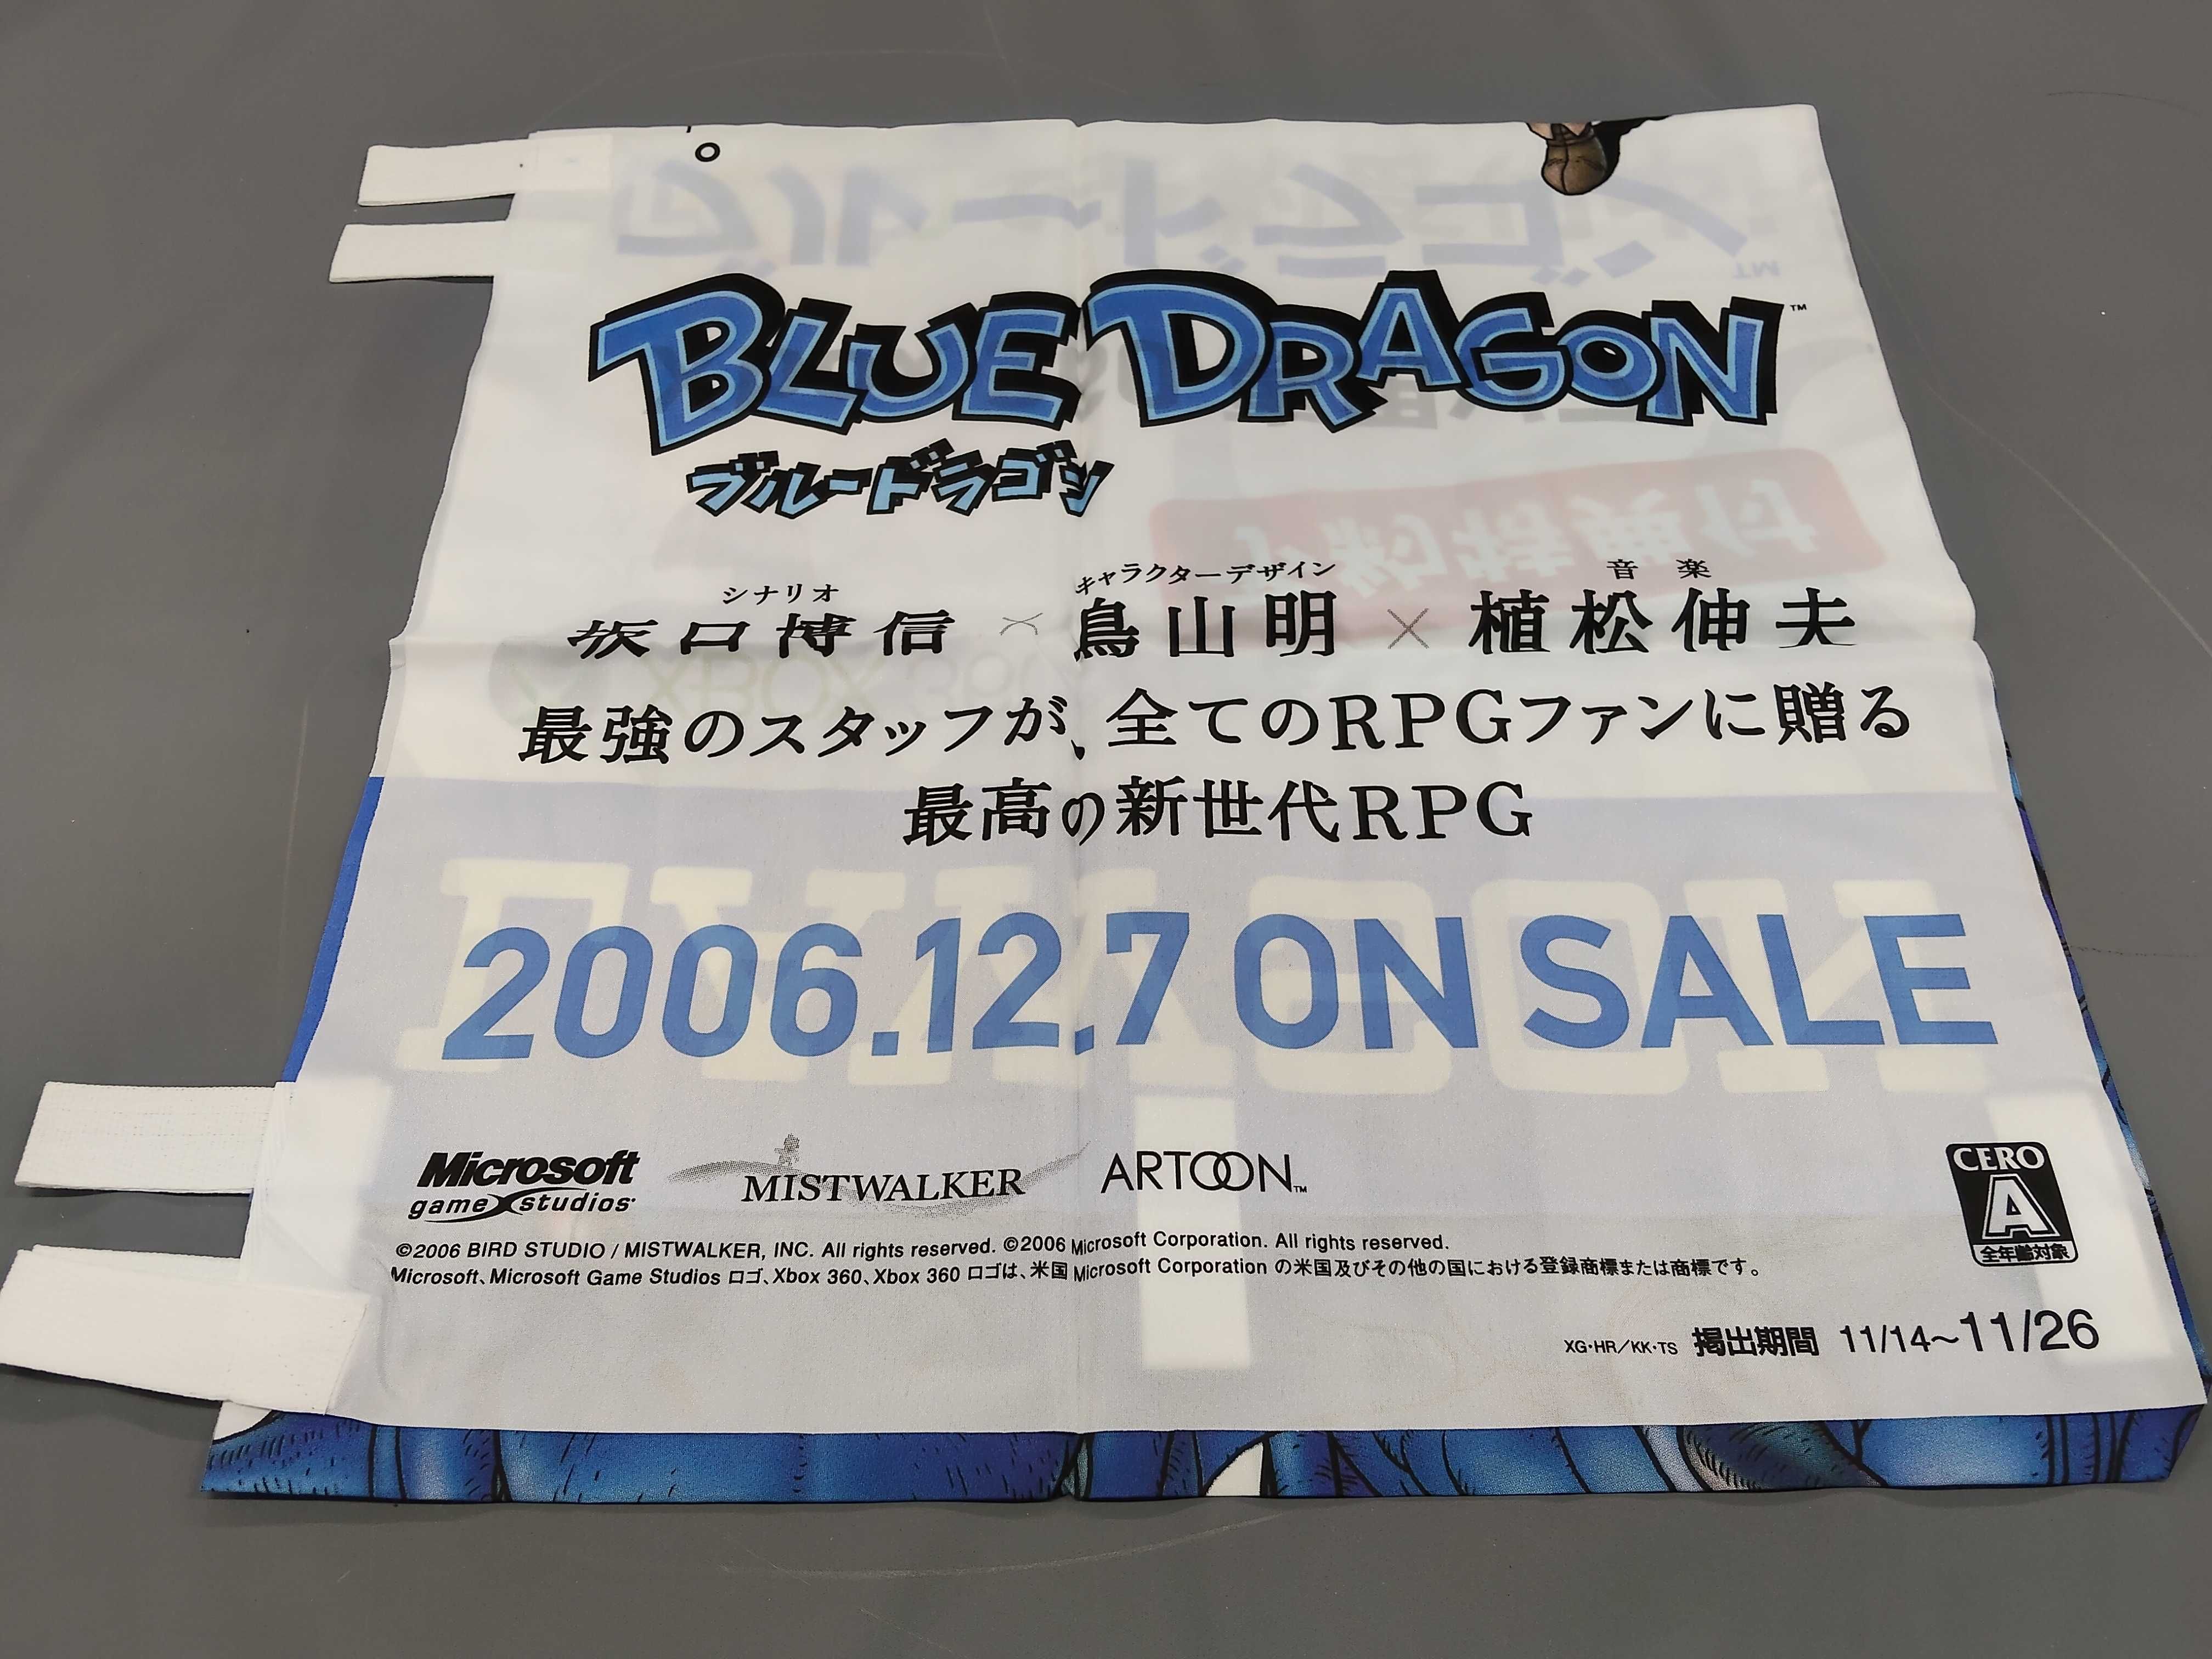 BLUE DRAGON™
ブルードラゴン
シナリオ キャラクターデザイン 音楽
坂口博信×鳥山明×植松伸夫
最強のスタッフが、全てのRPGファンに贈る
最高の新世代RPG
2006.12.7 ON SALE
Microsoft game studios MISTWALKER ARTOON™
CERO A 全年齢対象
©2006 BIRD STUDIO / MISTWALKER, INC. All rights reserved. ©2006 Microsoft Corporation. All rights reserved.
Microsoft、Microsoft Game Studios ロゴ、Xbox 360、Xbox 360 ロゴは、米国 Microsoft Corporation の米国及びその他の国における登録商標または商標です。
XG・HR／KK・TS 掲出期間 11/14～11/26